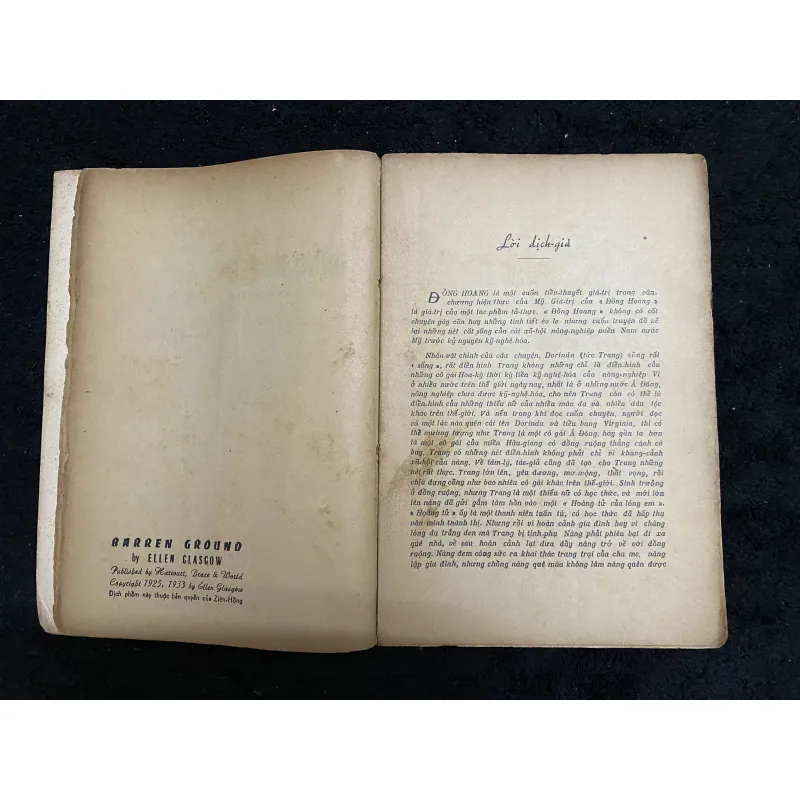 BARREN GROUND
by ELLEN GLASGOW
Published by Harcourt, Brace & World
Copyright 1925, 1933 by Ellen Glasgow
Dịch phẩm này thuộc bản quyền của Ziên-Hồng
Lời dịch-giả
ĐỒNG HOANG là một cuốn tiểu-thuyết giá-trị trong văn-
chương hiện thực của Mỹ. Giá-trị của « Đồng Hoang »
là giá-trị của một tác phẩm tả-thực. « Đồng Hoang » không có cốt
chuyện gay cấn hay những tình tiết éo le nhưng cuốn truyện đã vẽ
lại những nét rất sống của cái xã-hội nông-nghiệp miền Nam nước
Mỹ trước kỷ nguyên kỹ-nghệ-hóa.
Nhân-vật chính của câu chuyện, Dorinda (tức Trang) cũng rất
« sống », rất điển hình Trang không những chỉ là điển-hình của
những cô gái Hoa-kỳ thời kỳ tiền kỹ-nghệ-hóa của nông-nghiệp Vì
ở nhiều nước trên thế giới ngày nay, nhất là ở những nước Á Đông,
nông nghiệp chưa được kỹ-nghệ-hóa, cho nên Trang còn có thể là
điển-hình của những thiếu nữ của nhiều màu da và nhiều dân tộc
khác trên thế-giới. Và nếu trong khi đọc cuốn chuyện, người đọc
có một lúc nào quên cái tên Dorinda và tiểu bang Virginia, thì có
thể mường tượng như Trang là một cô gái Á Đông, hay gần ta hơn
là một cô gái của miền Hậu-giang có đồng ruộng thẳng cánh cò
bay. Trang có những nét điển-hình không phải chỉ vì khung-cảnh
xã-hội của nàng. Về tâm-lý, tác-giả cũng đã tạo cho Trang những
nét rất thực. Trang lớn lên, yêu đương, mơ-mộng, thất vọng, rồi
chịu đựng cũng như bao nhiêu cô gái khác trên thế-giới. Sinh trưởng
ở đồng ruộng, nhưng Trang là một thiếu nữ có học thức, và mới lớn
lên nàng đã gửi gấm tâm hồn vào một « Hoàng tử của lòng em ».
« Hoàng tử » ấy là một thanh niên tuấn tú, có học thức đã hấp thụ
văn minh thành thị. Nhưng rồi vì hoàn cảnh gia đình hay vì chàng
lòng dạ trắng đen mà Trang bị tình-phụ Nàng phải phiêu bạt đi xa
quê nhà, về sau hoàn cảnh lại đưa đẩy nàng trở về với đồng
ruộng. Nàng đem công sức ra khai thác trang trại của cha mẹ, nàng
lập gia đình, nhưng chồng nàng quê mùa không làm nàng quên được